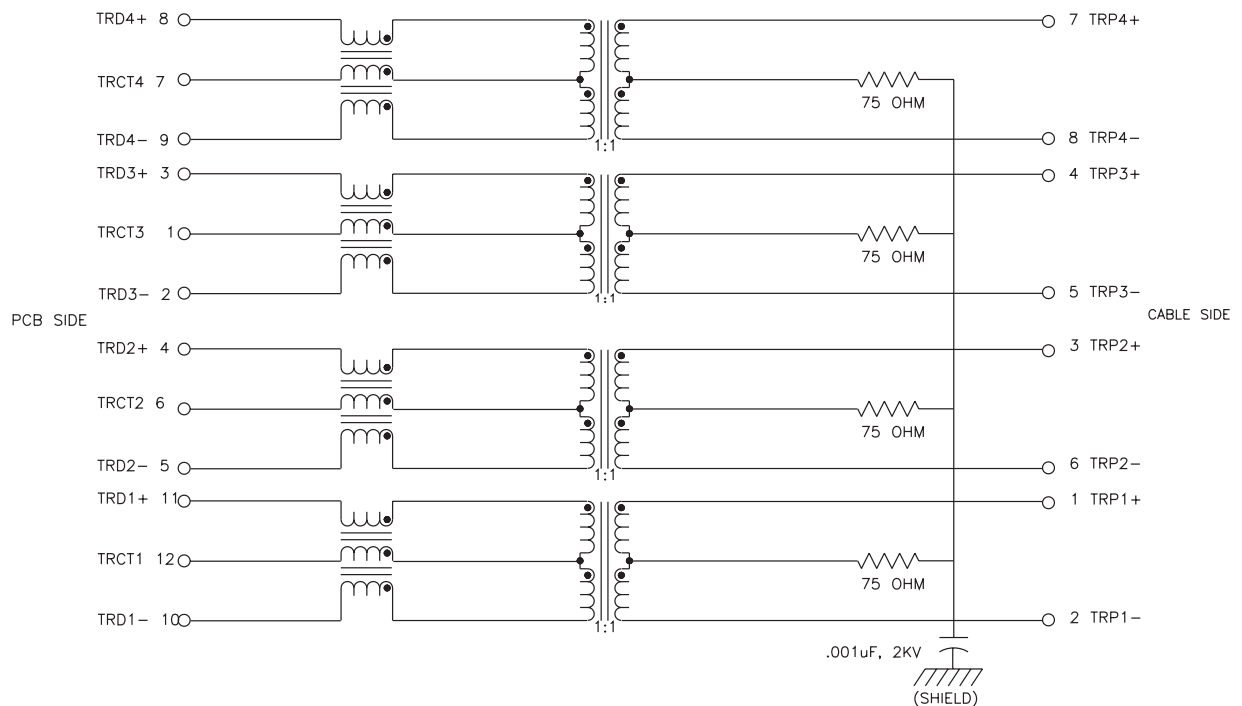 TRD4+ 8
7 TRP4+
TRCT4 7
75 OHM
TRD4- 9
1:1
8 TRP4-
TRD3+ 3
4 TRP3+
TRCT3 1
75 OHM
TRD3- 2
1:1
5 TRP3-
PCB SIDE
CABLE SIDE
TRD2+ 4
3 TRP2+
TRCT2 6
75 OHM
TRD2- 5
1:1
6 TRP2-
TRD1+ 11
1 TRP1+
TRCT1 12
75 OHM
TRD1- 10
1:1
2 TRP1-
.001uF, 2KV
(SHIELD)